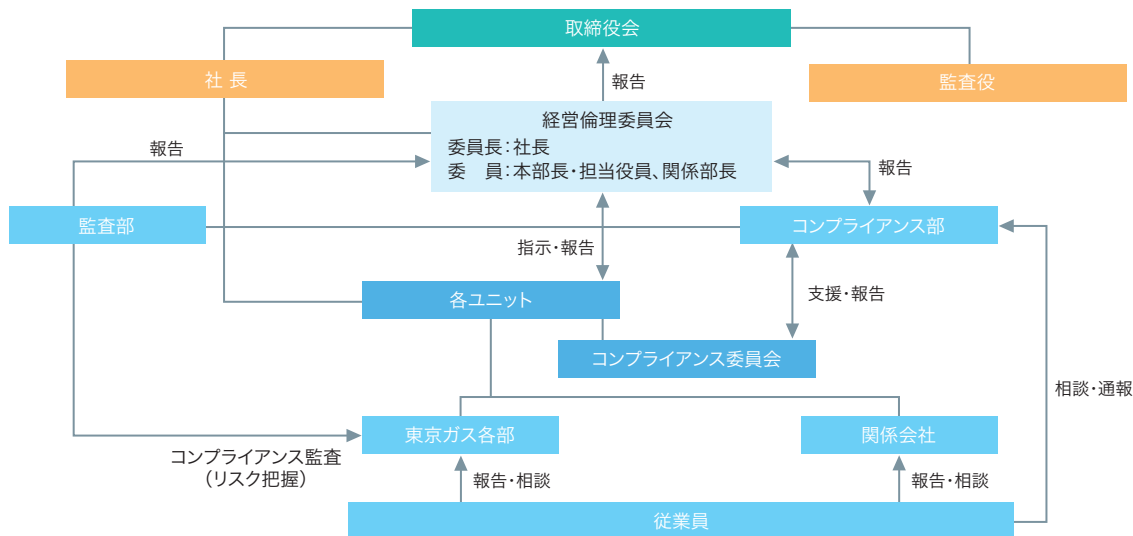 取締役会
社 長
監査役
報告
経営倫理委員会
委員長:社長
委　員:本部長・担当役員、関係部長
報告
報告
監査部
コンプライアンス部
指示・報告
各ユニット
支援・報告
コンプライアンス委員会
相談・通報
東京ガス各部
関係会社
コンプライアンス監査
(リスク把握)
報告・相談
報告・相談
従業員